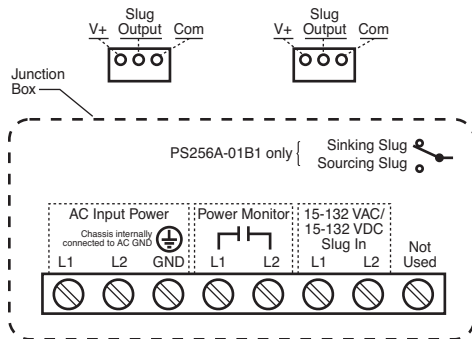 Slug
V+ Output Com
Slug
V+ Output Com
Junction
Box
PS256A-01B1 only { Sinking Slug
Sourcing Slug
AC Input Power
Chassis internally
connected to AC GND
L1 L2 GND
Power Monitor
L1 L2
15-132 VAC/
15-132 VDC
Slug In
L1 L2
Not
Used